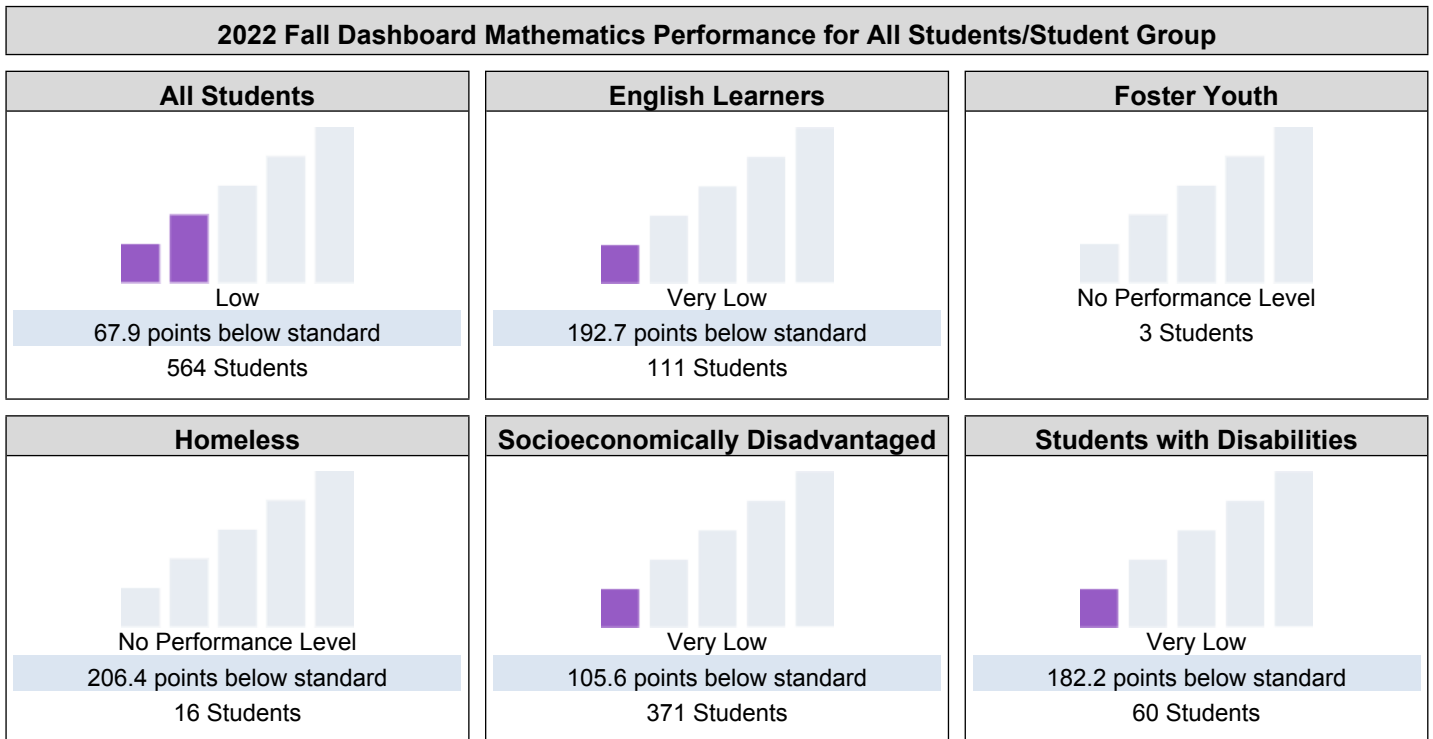 2022 Fall Dashboard Mathematics Performance for All Students/Student Group
All Students
Low
67.9 points below standard
564 Students
English Learners
Very Low
192.7 points below standard
111 Students
Foster Youth
No Performance Level
3 Students
Homeless
No Performance Level
206.4 points below standard
16 Students
Socioeconomically Disadvantaged
Very Low
105.6 points below standard
371 Students
Students with Disabilities
Very Low
182.2 points below standard
60 Students